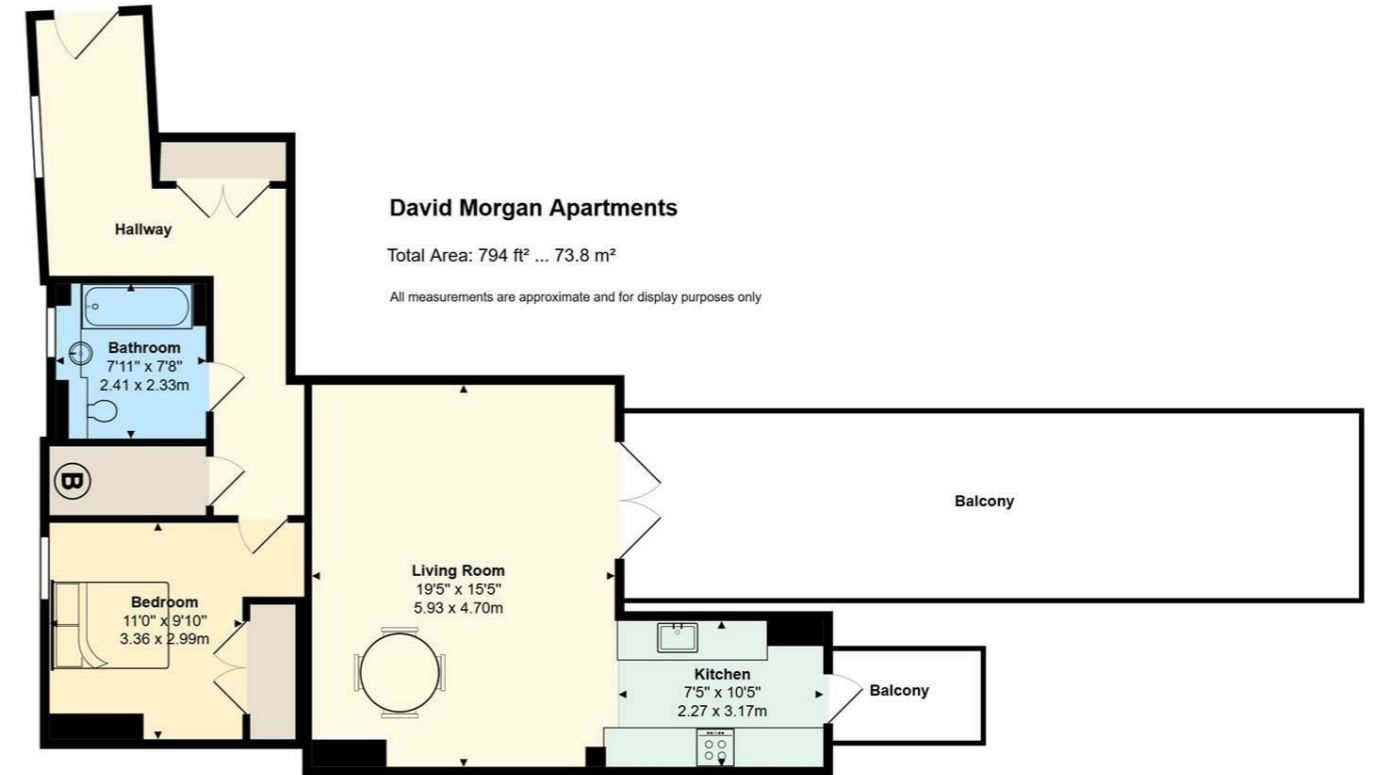 David Morgan Apartments
Total Area: 794 ft² ... 73.8 m²
All measurements are approximate and for display purposes only
Hallway
Bathroom
7'11" x 7'8"
2.41 x 2.33m
B
Balcony
Living Room
19'5" x 15'5"
5.93 x 4.70m
Bedroom
11'0" x 9'10"
3.36 x 2.99m
Kitchen
7'5" x 10'5"
2.27 x 3.17m
Balcony